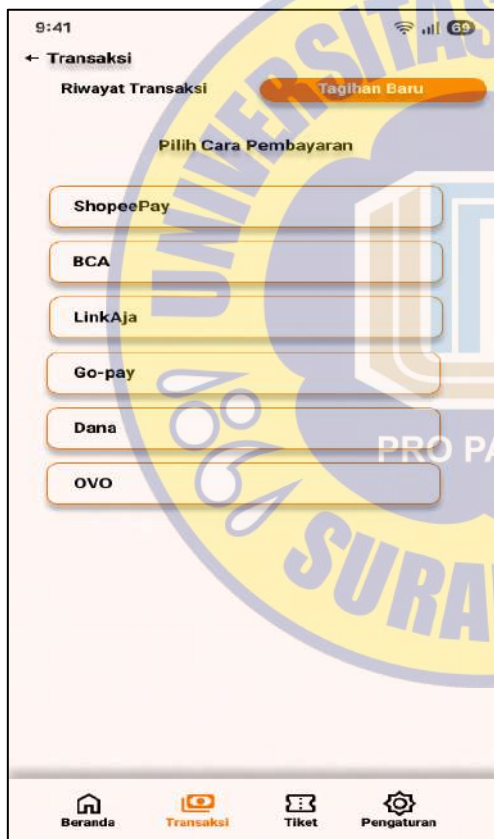 9:41 69
← Transaksi
Riwayat Transaksi Tagihan Baru
Pilih Cara Pembayaran
ShopeePay
BCA
LinkAja
Go-pay
Dana
OVO
PRO PA
UNIVERSITAS
SURA
Beranda Transaksi Tiket Pengaturan